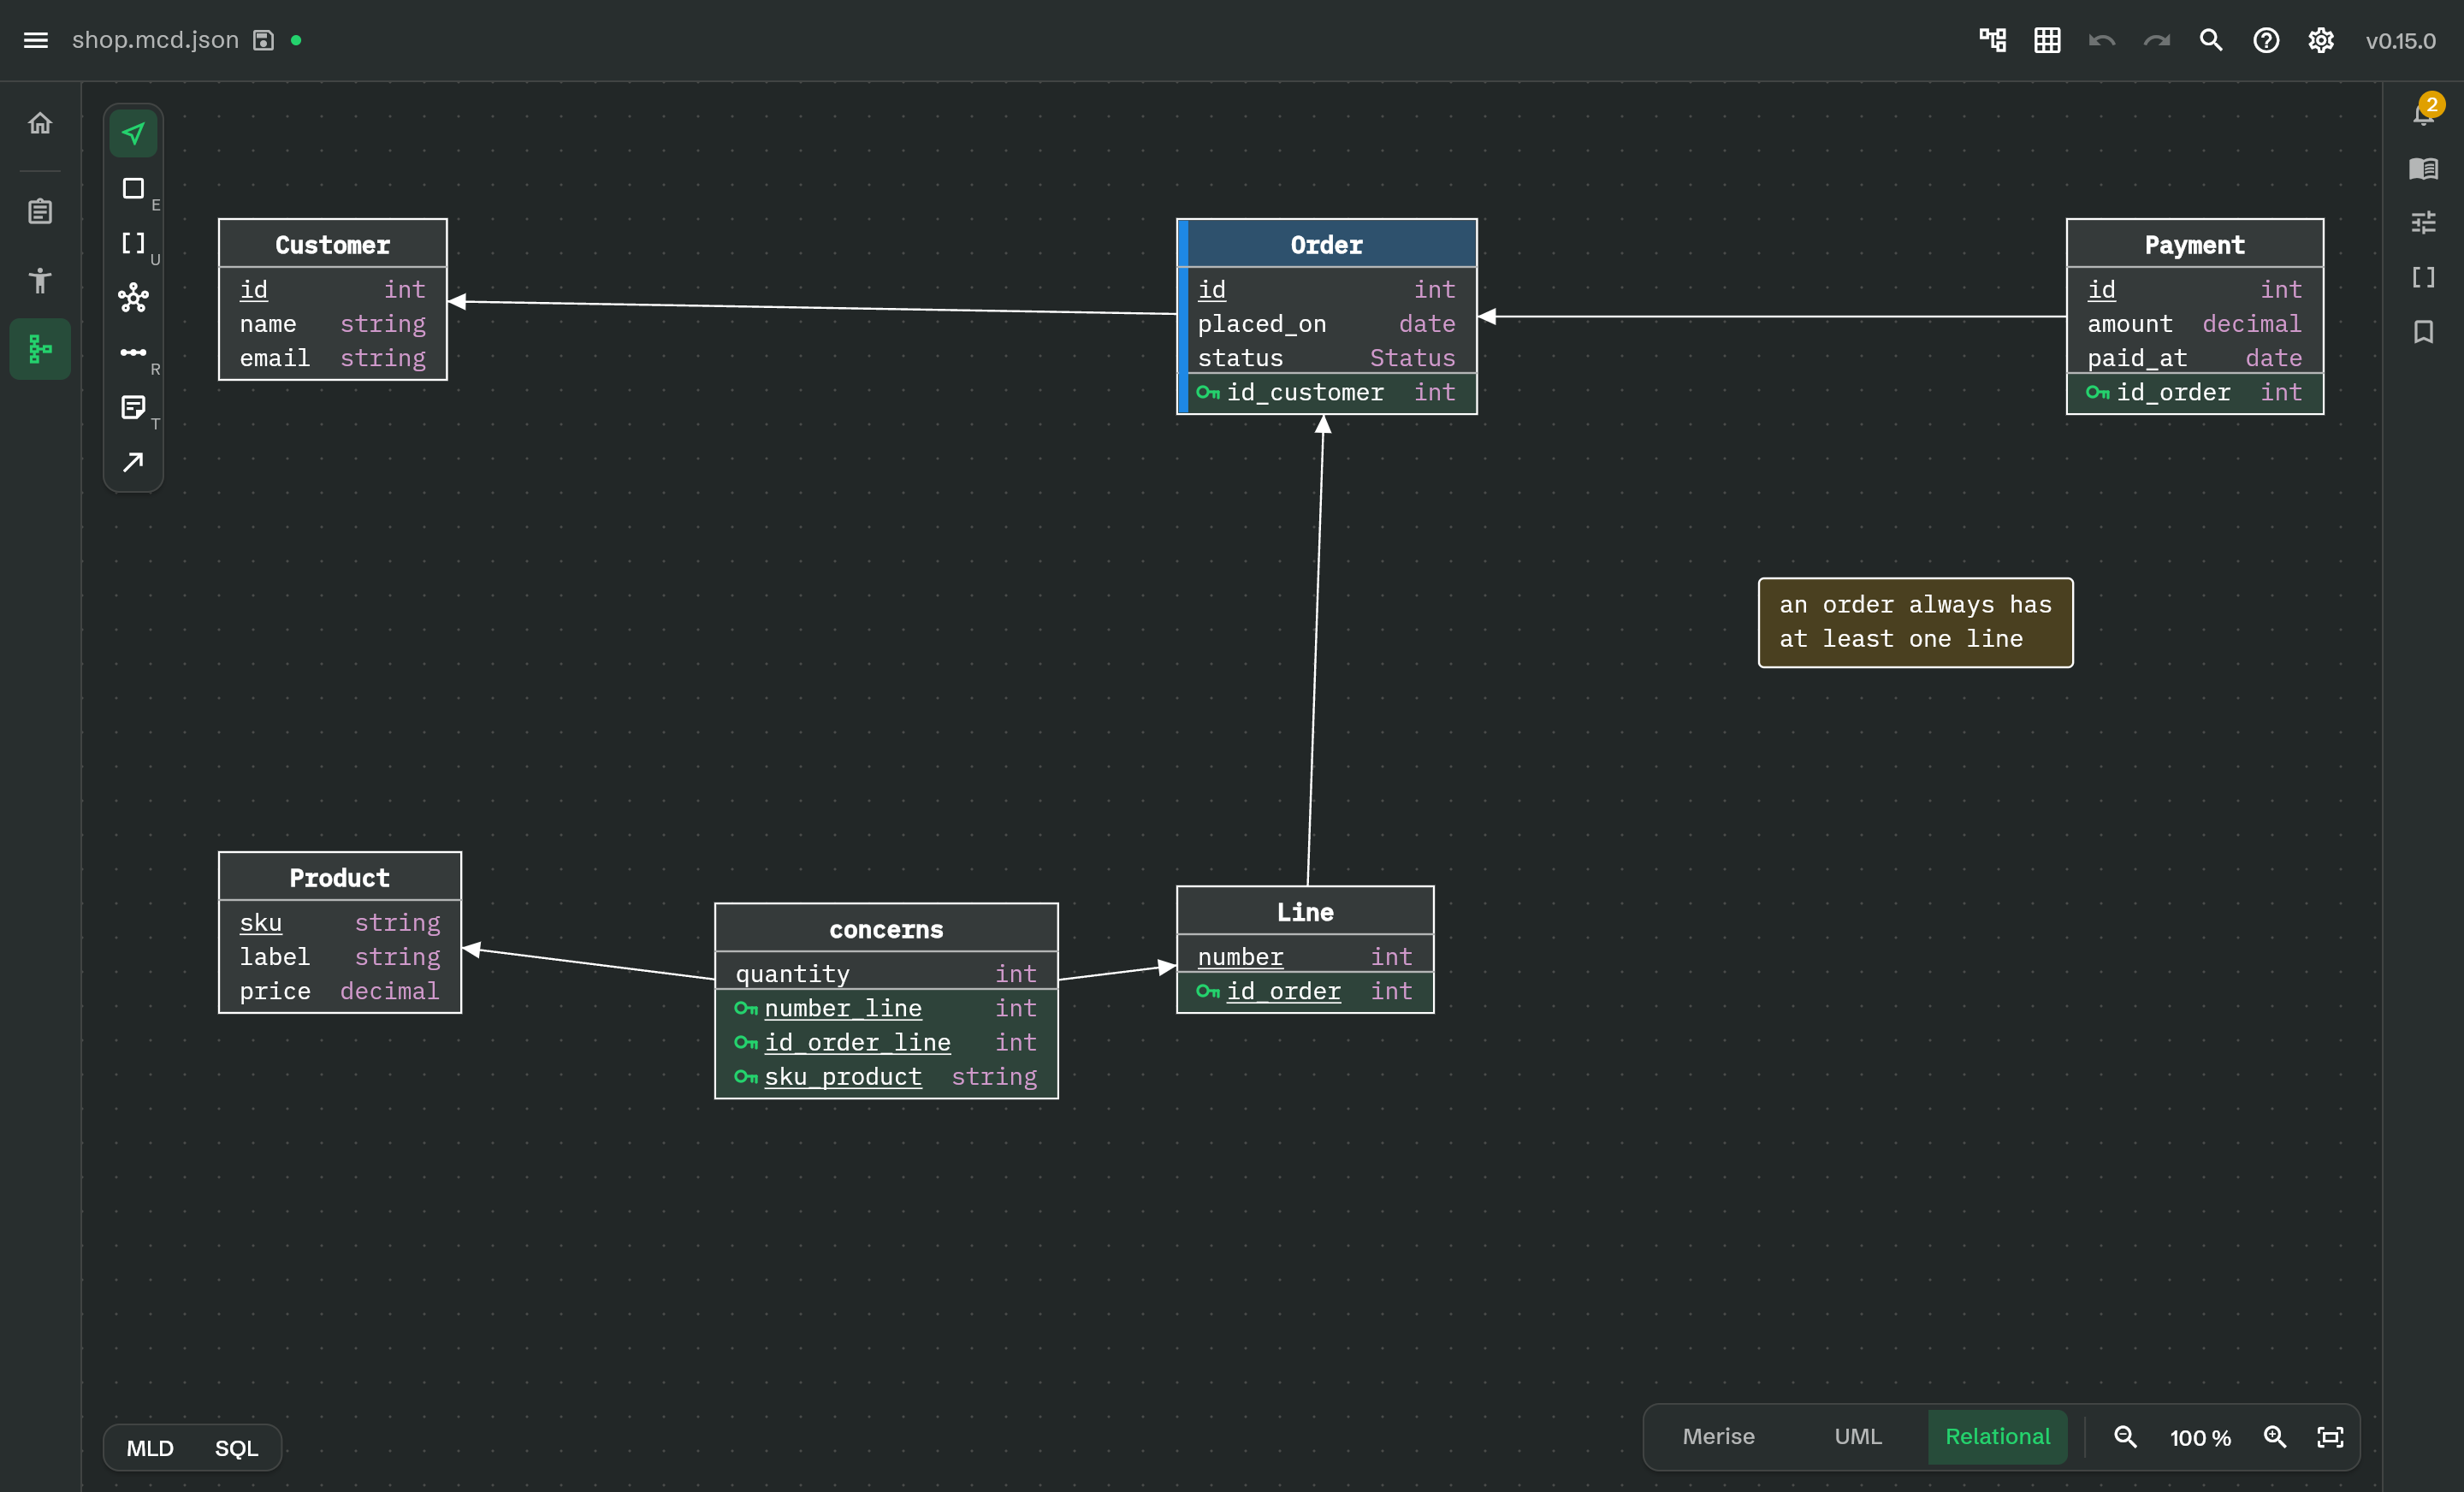 shop.mcd.json
v0.15.0
2
E
U
R
T
Customer
id int
name string
email string
Order
id int
placed_on date
status Status
id_customer int
Payment
id int
amount decimal
paid_at date
id_order int
an order always has
at least one line
Product
sku string
label string
price decimal
concerns
quantity int
number_line int
id_order_line int
sku_product string
Line
number int
id_order int
MLD SQL
Merise UML Relational 100 %